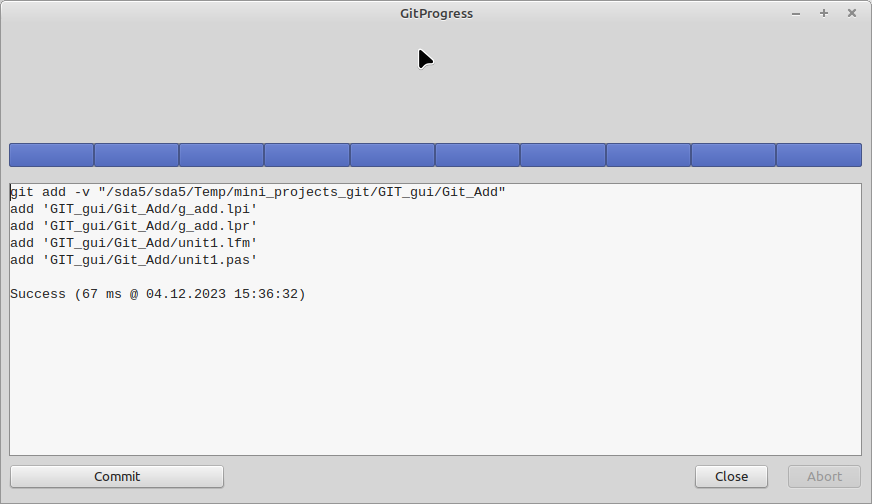 GitProgress
git add -v "/sda5/sda5/Temp/mini_projects_git/GIT_gui/Git_Add"
add 'GIT_gui/Git_Add/g_add.lpi'
add 'GIT_gui/Git_Add/g_add.lpr'
add 'GIT_gui/Git_Add/unit1.lfm'
add 'GIT_gui/Git_Add/unit1.pas'
Success (67 ms @ 04.12.2023 15:36:32)
Commit Close Abort